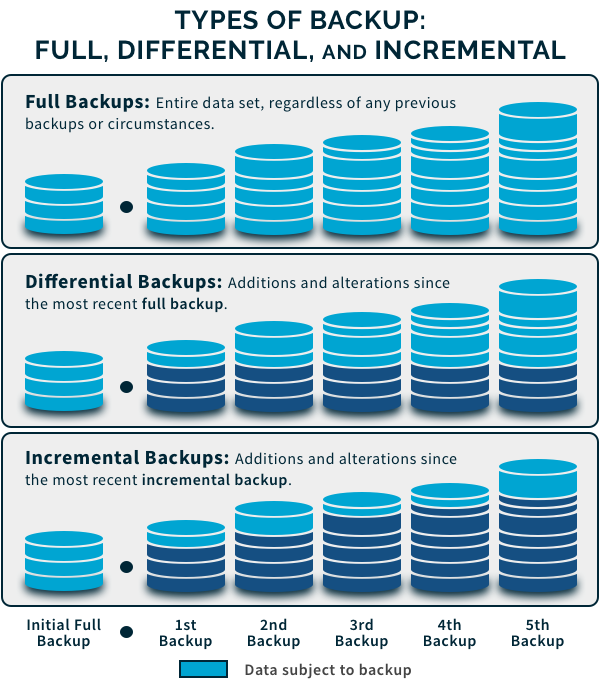 TYPES OF BACKUP:
FULL, DIFFERENTIAL, AND INCREMENTAL
Full Backups: Entire data set, regardless of any previous
backups or circumstances.
Differential Backups: Additions and alterations since
the most recent full backup.
Incremental Backups: Additions and alterations since
the most recent incremental backup.
Initial Full
Backup
1st
Backup
2nd
Backup
3rd
Backup
4th
Backup
5th
Backup
Data subject to backup